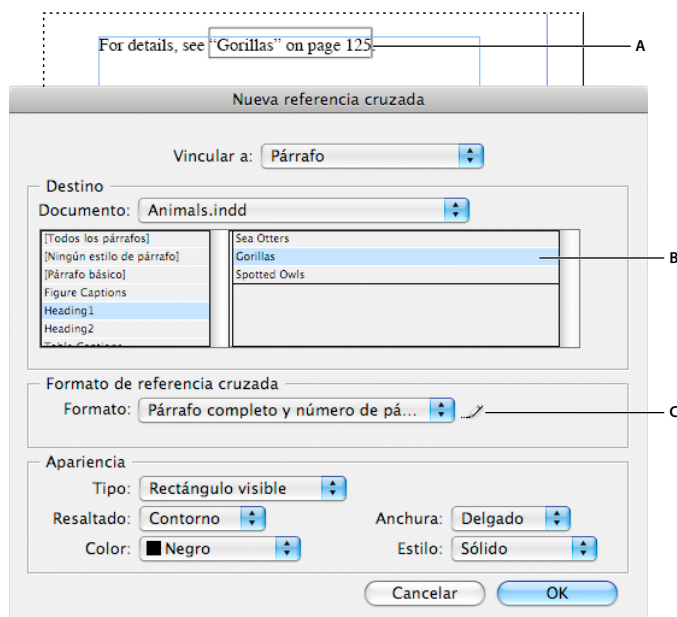 For details, see “Gorillas” on page 125.
A
Nueva referencia cruzada
Vincular a: Párrafo
Destino
Documento: Animals.indd
[Todos los párrafos]
[Ningún estilo de párrafo]
[Párrafo básico]
Figure Captions
Heading1
Heading2
Table Captions
Sea Otters
Gorillas
Spotted Owls
B
Formato de referencia cruzada
Formato: Párrafo completo y número de pá...
C
Apariencia
Tipo: Rectángulo visible
Resaltado: Contorno
Anchura: Delgado
Color: Negro
Estilo: Sólido
Cancelar
OK